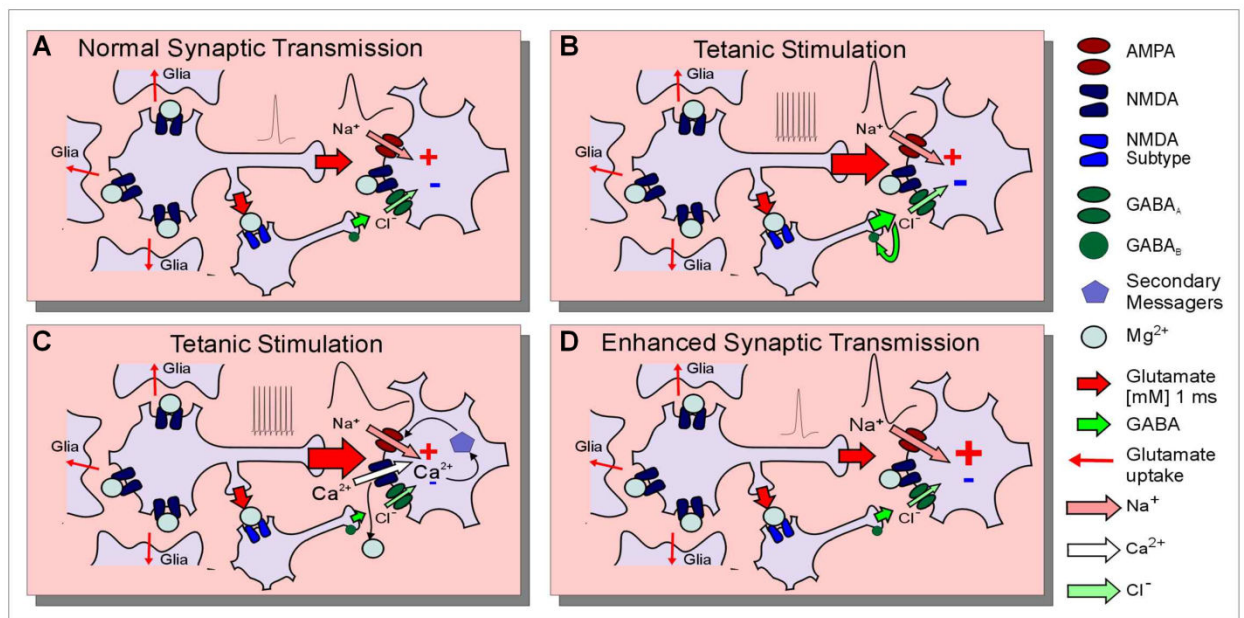 A Normal Synaptic Transmission
Glia
Glia
Glia
Na⁺
+
-
Cl⁻
B Tetanic Stimulation
Glia
Glia
Glia
Na⁺
+
-
Cl⁻
C Tetanic Stimulation
Glia
Glia
Glia
Na⁺
+
Ca²⁺
Ca²⁺
-
Cl⁻
D Enhanced Synaptic Transmission
Glia
Glia
Glia
Na⁺
+
-
Cl⁻
AMPA
NMDA
NMDA
Subtype
GABA_A
GABA_B
Secondary
Messagers
Mg²⁺
Glutamate
[mM] 1 ms
GABA
Glutamate
uptake
Na⁺
Ca²⁺
Cl⁻